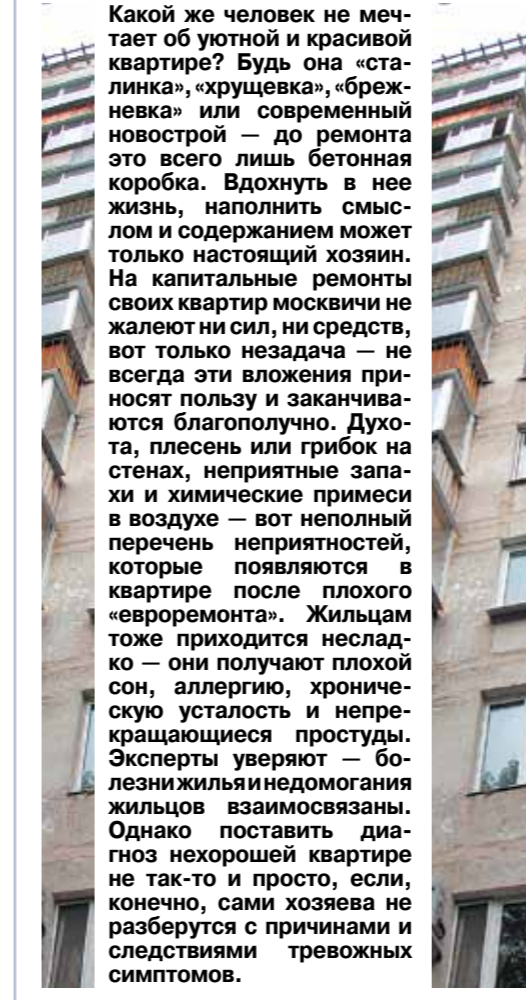 Какой же человек не меч-
тает об уютной и красивой
квартире? Будь она «ста-
линка», «хрущевка», «бреж-
невка» или современный
новострой — до ремонта
это всего лишь бетонная
коробка. Вдохнуть в нее
жизнь, наполнить смыс-
лом и содержанием может
только настоящий хозяин.
На капитальные ремонты
своих квартир москвичи не
жалеют ни сил, ни средств,
вот только незадача — не
всегда эти вложения при-
носят пользу и заканчива-
ются благополучно. Духо-
та, плесень или грибок на
стенах, неприятные запа-
хи и химические примеси
в воздухе — вот неполный
перечень неприятностей,
которые появляются в
квартире после плохого
«евроремонта». Жильцам
тоже приходится неслад-
ко — они получают плохой
сон, аллергию, хрониче-
скую усталость и непре-
кращающиеся простуды.
Эксперты уверяют — бо-
лезни жилья и недомогания
жильцов взаимосвязаны.
Однако поставить диа-
гноз нехорошей квартире
не так-то и просто, если,
конечно, сами хозяева не
разберутся с причинами и
следствиями тревожных
симптомов.